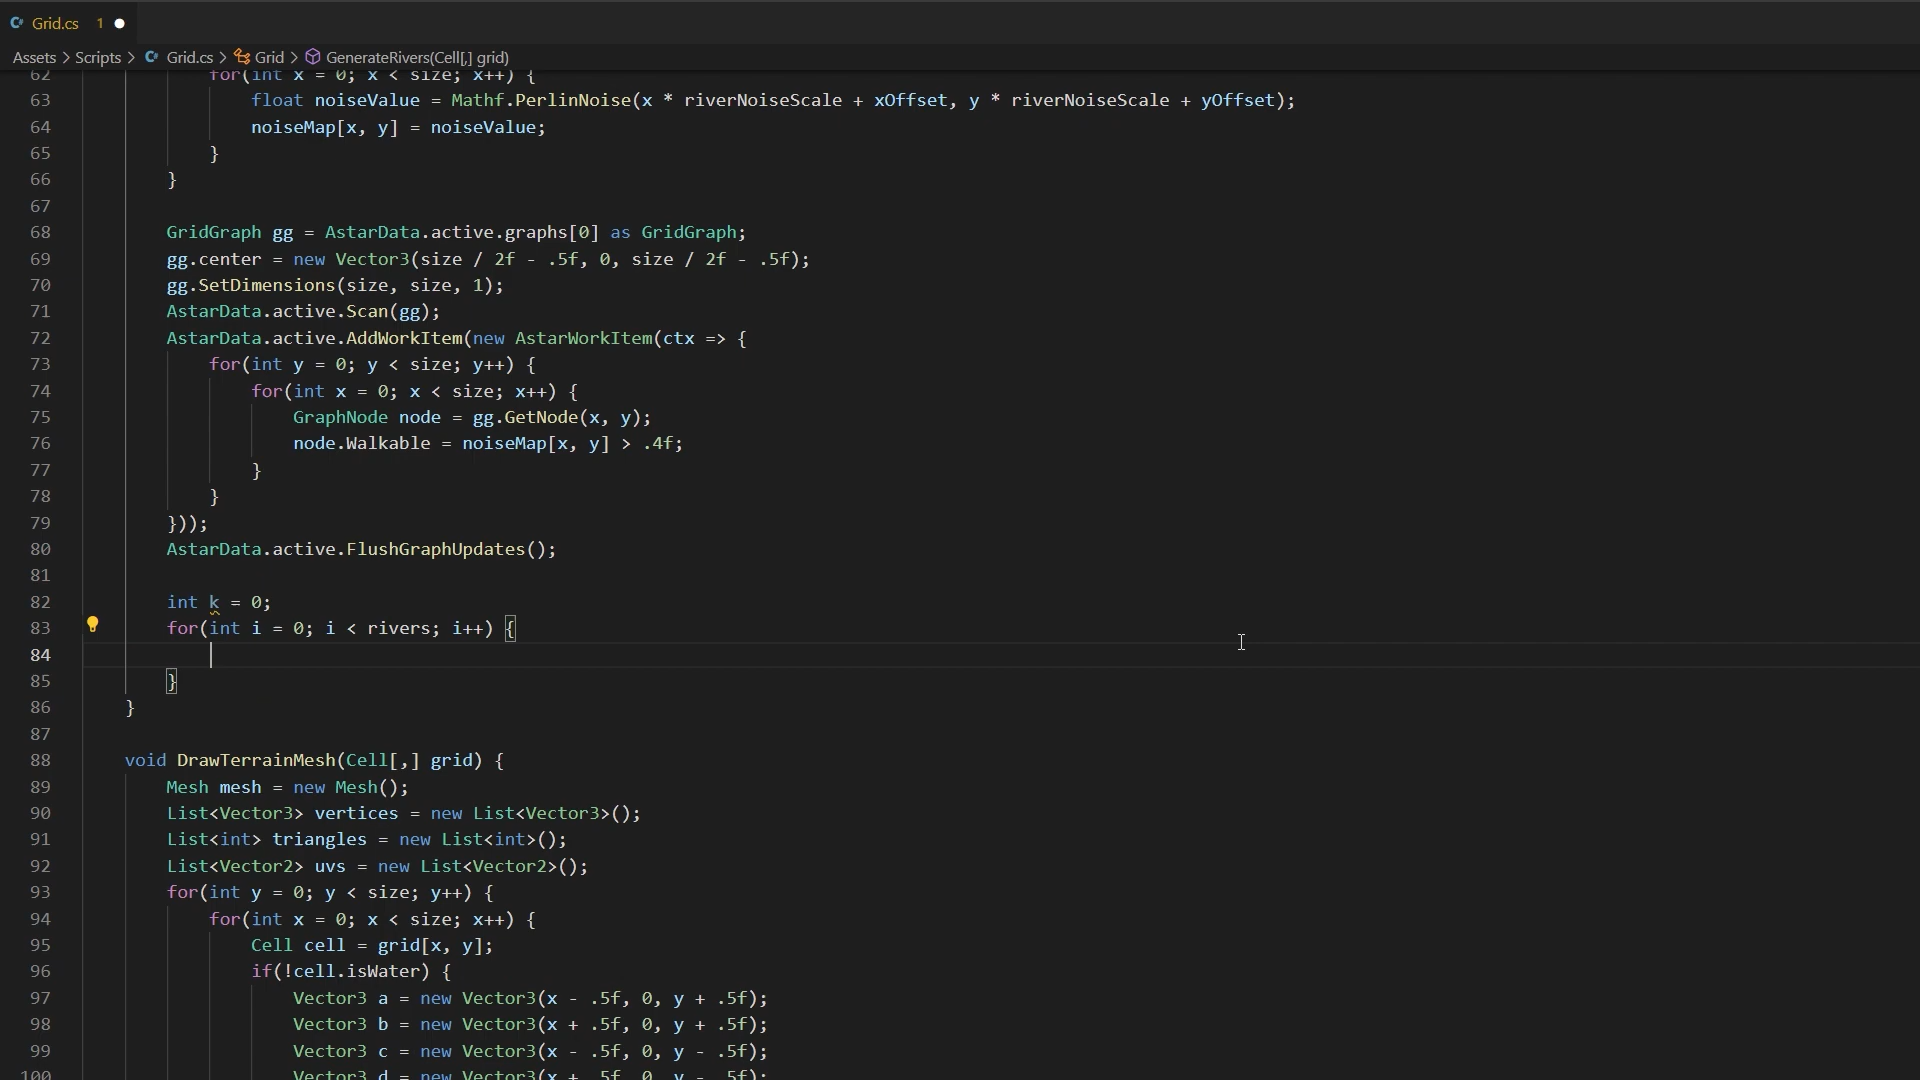 Grid.cs 1
Assets > Scripts > Grid.cs > Grid > GenerateRivers(Cell[,] grid)
62 for(int x = 0; x < size; x++) {
63 float noiseValue = Mathf.PerlinNoise(x * riverNoiseScale + xOffset, y * riverNoiseScale + yOffset);
64 noiseMap[x, y] = noiseValue;
65 }
66 }
67
68 GridGraph gg = AstarData.active.graphs[0] as GridGraph;
69 gg.center = new Vector3(size / 2f - .5f, 0, size / 2f - .5f);
70 gg.SetDimensions(size, size, 1);
71 AstarData.active.Scan(gg);
72 AstarData.active.AddWorkItem(new AstarWorkItem(ctx => {
73 for(int y = 0; y < size; y++) {
74 for(int x = 0; x < size; x++) {
75 GraphNode node = gg.GetNode(x, y);
76 node.Walkable = noiseMap[x, y] > .4f;
77 }
78 }
79 }));
80 AstarData.active.FlushGraphUpdates();
81
82 int k = 0;
83 for(int i = 0; i < rivers; i++) {
84
85 }
86 }
87
88 void DrawTerrainMesh(Cell[,] grid) {
89 Mesh mesh = new Mesh();
90 List<Vector3> vertices = new List<Vector3>();
91 List<int> triangles = new List<int>();
92 List<Vector2> uvs = new List<Vector2>();
93 for(int y = 0; y < size; y++) {
94 for(int x = 0; x < size; x++) {
95 Cell cell = grid[x, y];
96 if(!cell.isWater) {
97 Vector3 a = new Vector3(x - .5f, 0, y + .5f);
98 Vector3 b = new Vector3(x + .5f, 0, y + .5f);
99 Vector3 c = new Vector3(x - .5f, 0, y - .5f);
100 Vector3 d = new Vector3(x + .5f, 0, y - .5f);